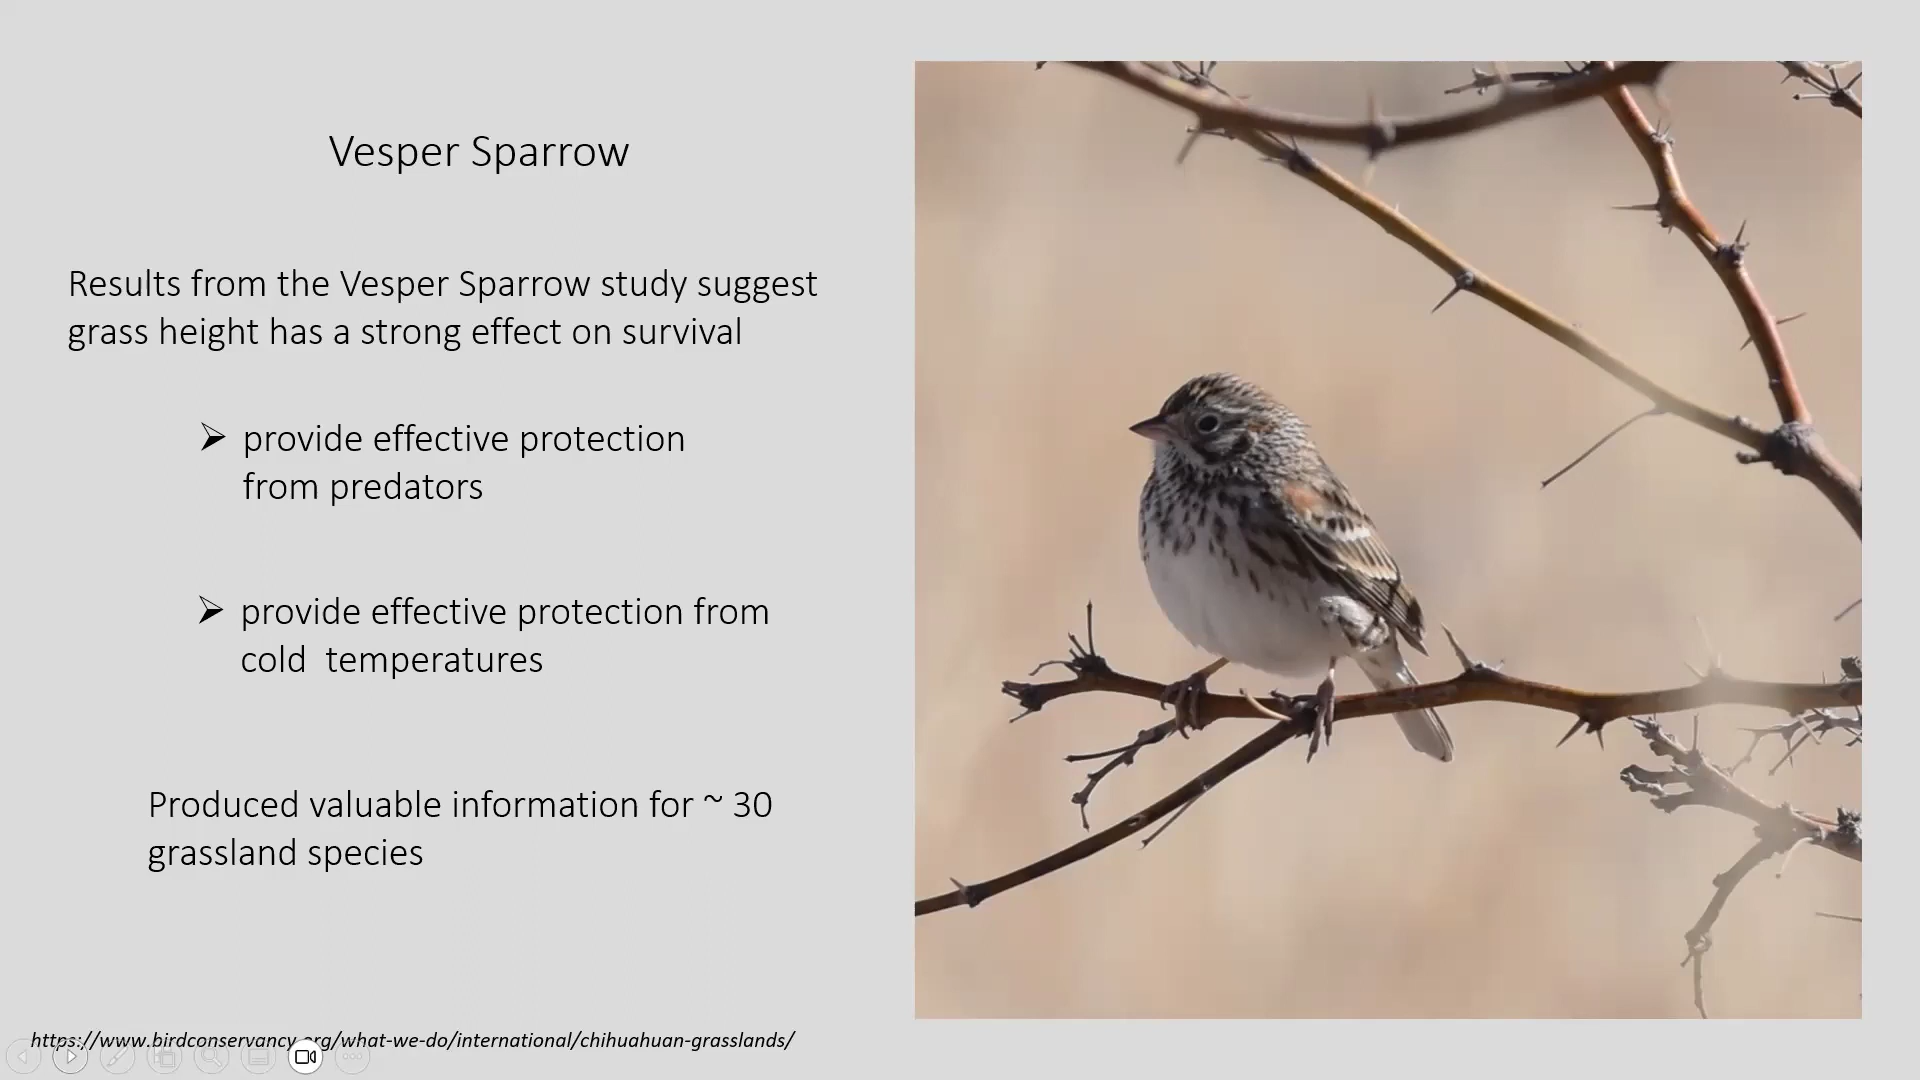 Vesper Sparrow
Results from the Vesper Sparrow study suggest
grass height has a strong effect on survival
➢ provide effective protection
from predators
➢ provide effective protection from
cold  temperatures
Produced valuable information for ~ 30
grassland species
https://www.birdconservancy.org/what-we-do/international/chihuahuan-grasslands/